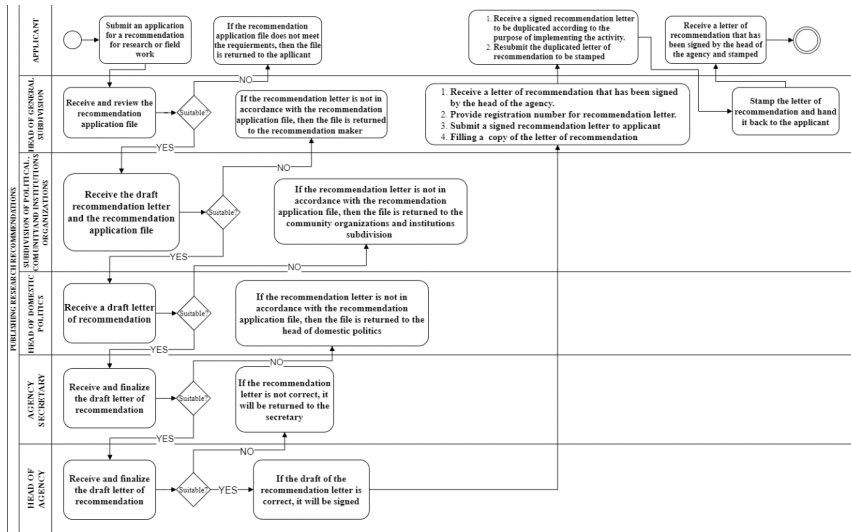 PUBLISHING RESEARCH RECOMMENDATIONS
APPLICANT
Submit an application
for a recommendation
for research or field
work
If the recommendation
application file does not meet
the requierments, then the file
is returned to the applicant
1. Receive a signed recommendation letter
to be duplicated according to the
purpose of implementing the activity.
2. Resubmit the duplicated letter of
recommendation to be stamped
Receive a letter of
recommendation that has
been signed by the head of
the agency and stamped
HEAD OF GENERAL
SUBDIVISION
Receive and review the
recommendation
application file
Suitable?
NO
YES
If the recommendation letter is not in
accordance with the recommendation
application file, then the file is returned
to the recommendation maker
1. Receive a letter of recommendation that has been signed
by the head of the agency.
2. Provide registration number for recommendation letter.
3. Submit a signed recommendation letter to applicant
4. Filling a copy of the letter of recommendation
Stamp the letter of
recommendation and hand
it back to the applicant
SUBDIVISION OF POLITICAL,
COMUNITYAND INSTITUTIONS
ORGANIZATIONS
Receive the draft
recommendation letter
and the recommendation
application file
Suitable?
NO
YES
If the recommendation letter is not in
accordance with the recommendation
application file, then the file is returned to the
community organizations and institutions
subdivision
HEAD OF DOMESTIC
POLITICS
Receive a draft letter
of recommendation
Suitable?
NO
YES
If the recommendation letter is not in
accordance with the recommendation
application file, then the file is returned to the
head of domestic politics
AGENCY
SECRETARY
Receive and finalize
the draft letter of
recommendation
Suitable?
NO
YES
If the recommendation
letter is not correct, it
will be returned to the
secretary
HEAD OF
AGENCY
Receive and finalize
the draft letter of
recommendation
Suitable?
NO
YES
If the draft of the
recommendation letter is
correct, it will be signed